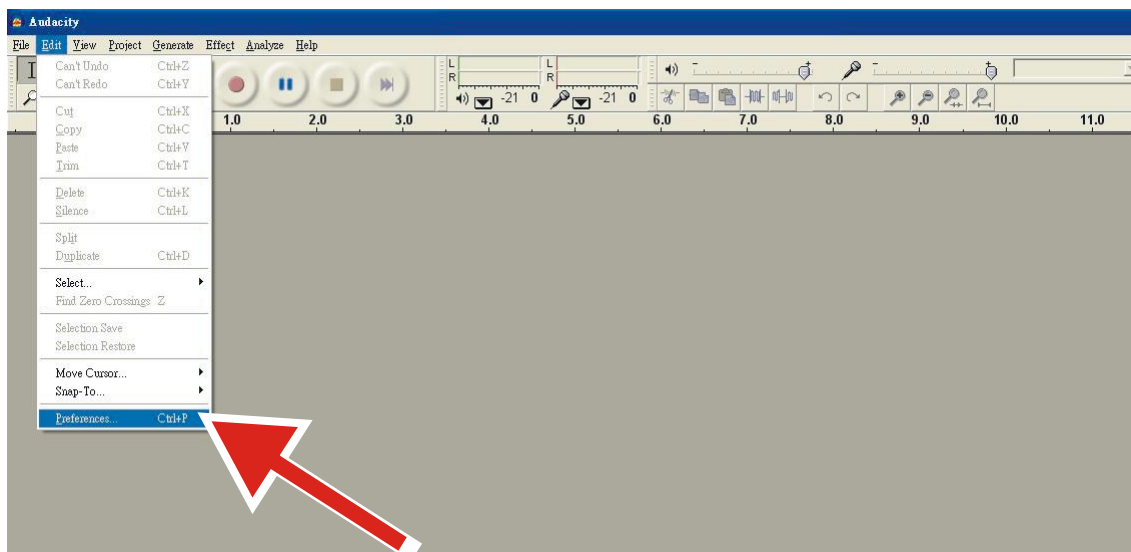 Audacity
File Edit View Project Generate Effect Analyze Help
Can't Undo Ctrl+Z
Can't Redo Ctrl+Y
Cut Ctrl+X
Copy Ctrl+C
Paste Ctrl+V
Trim Ctrl+T
Delete Ctrl+K
Silence Ctrl+L
Split
Duplicate Ctrl+D
Select...
Find Zero Crossings Z
Selection Save
Selection Restore
Move Cursor...
Snap-To...
Preferences... Ctrl+P
L L
R R
-21 0 -21 0
1.0 2.0 3.0 4.0 5.0 6.0 7.0 8.0 9.0 10.0 11.0